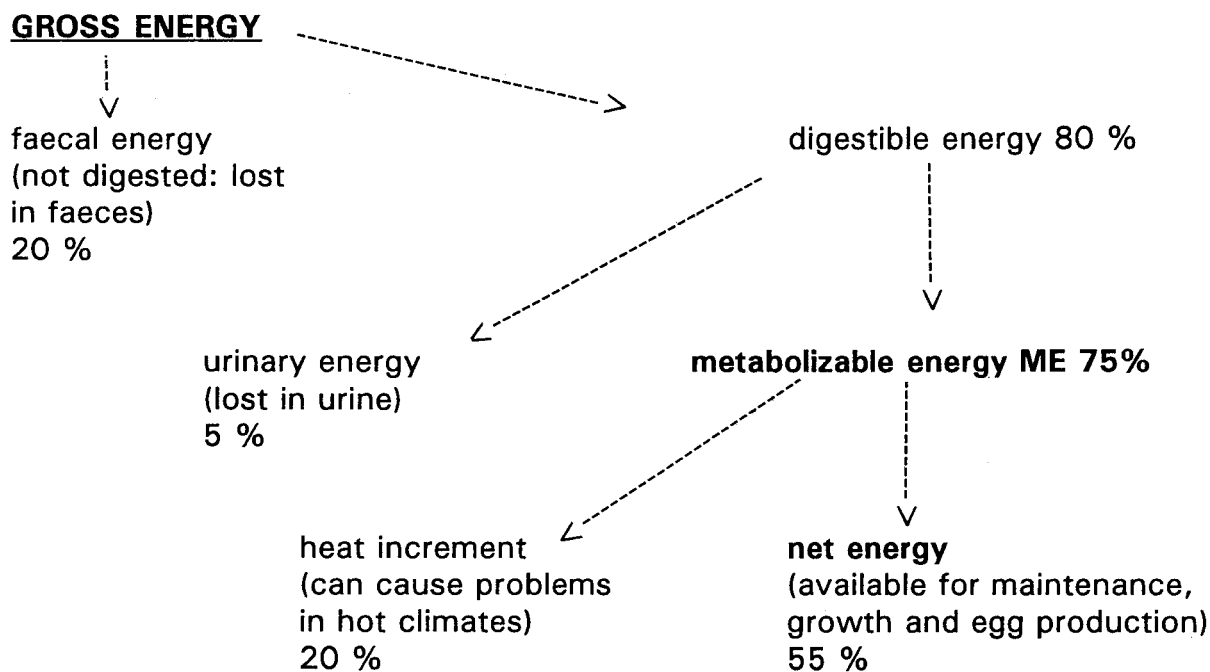 GROSS ENERGY
faecal energy
(not digested: lost
in faeces)
20 %
digestible energy 80 %
urinary energy
(lost in urine)
5 %
metabolizable energy ME 75%
heat increment
(can cause problems
in hot climates)
20 %
net energy
(available for maintenance,
growth and egg production)
55 %